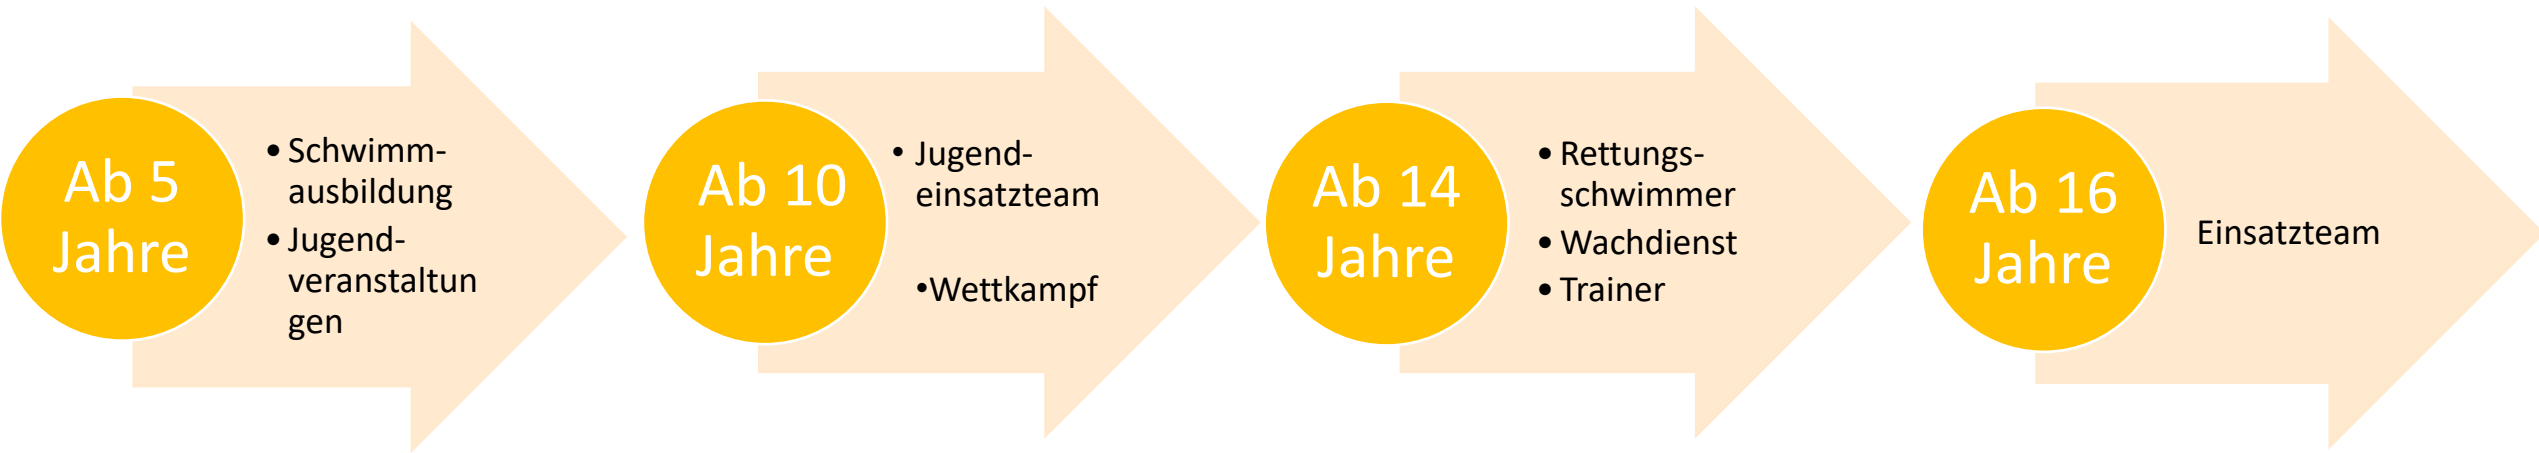 Ab 5
Jahre
• Schwimm-
ausbildung
• Jugend-
veranstaltun
gen
Ab 10
Jahre
• Jugend-
einsatzteam
•Wettkampf
Ab 14
Jahre
• Rettungs-
schwimmer
• Wachdienst
• Trainer
Ab 16
Jahre
Einsatzteam